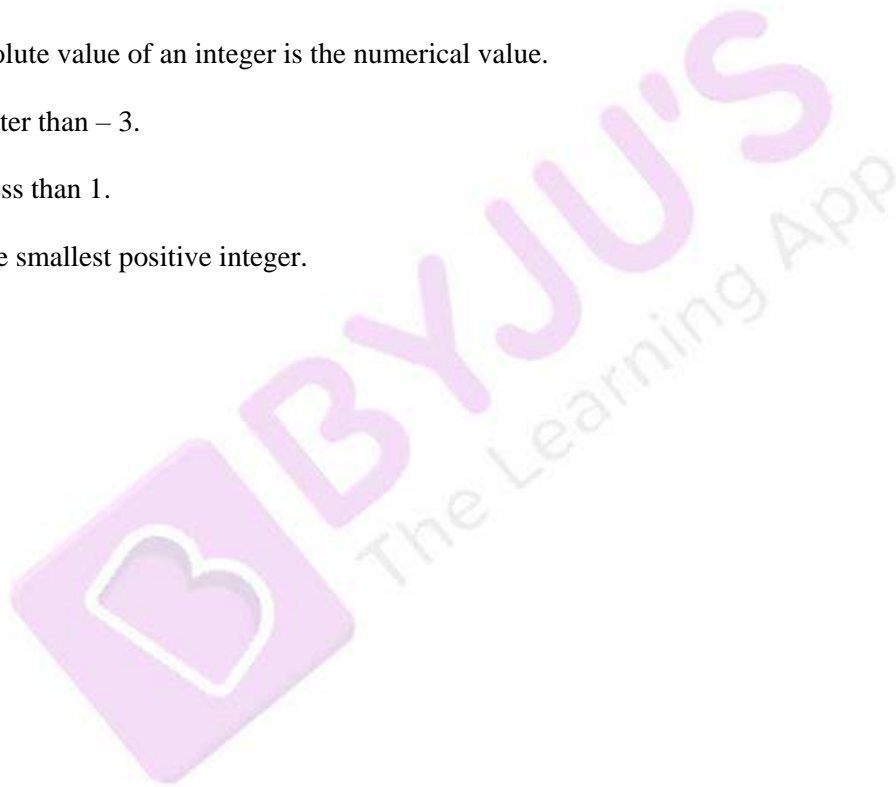 olute value of an integer is the numerical value.
ter than – 3.
ss than 1.
e smallest positive integer.
BYJU'S
The Learning App